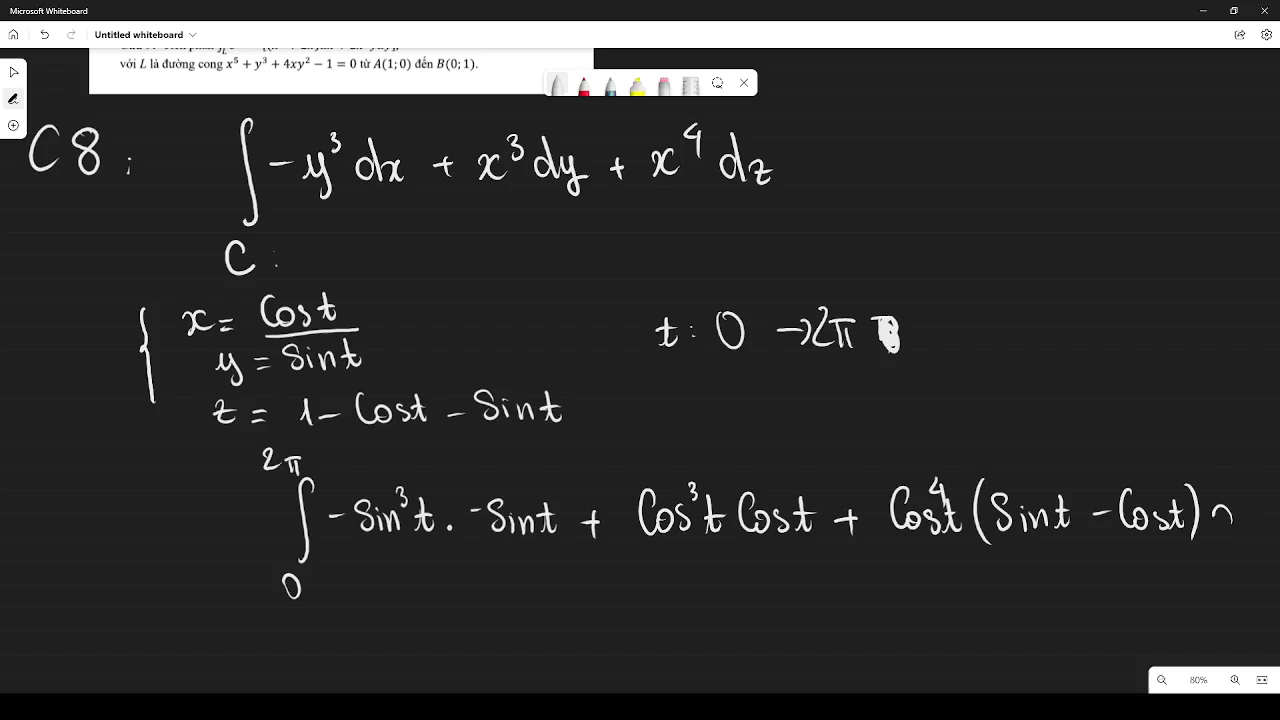 Microsoft Whiteboard
Untitled whiteboard
với L là đường cong x⁵ + y³ + 4xy² − 1 = 0 từ A(1; 0) đến B(0; 1).
C8 :
∫ - y³ dx + x³ dy + x⁴ dz
C :
x = Cost
t : 0 → 2π
y = Sint
z = 1 - Cost - Sint
2π
∫ - Sin³t . -Sint + Cos³t Cost + Cos⁴t (Sint - Cost)
0
80%